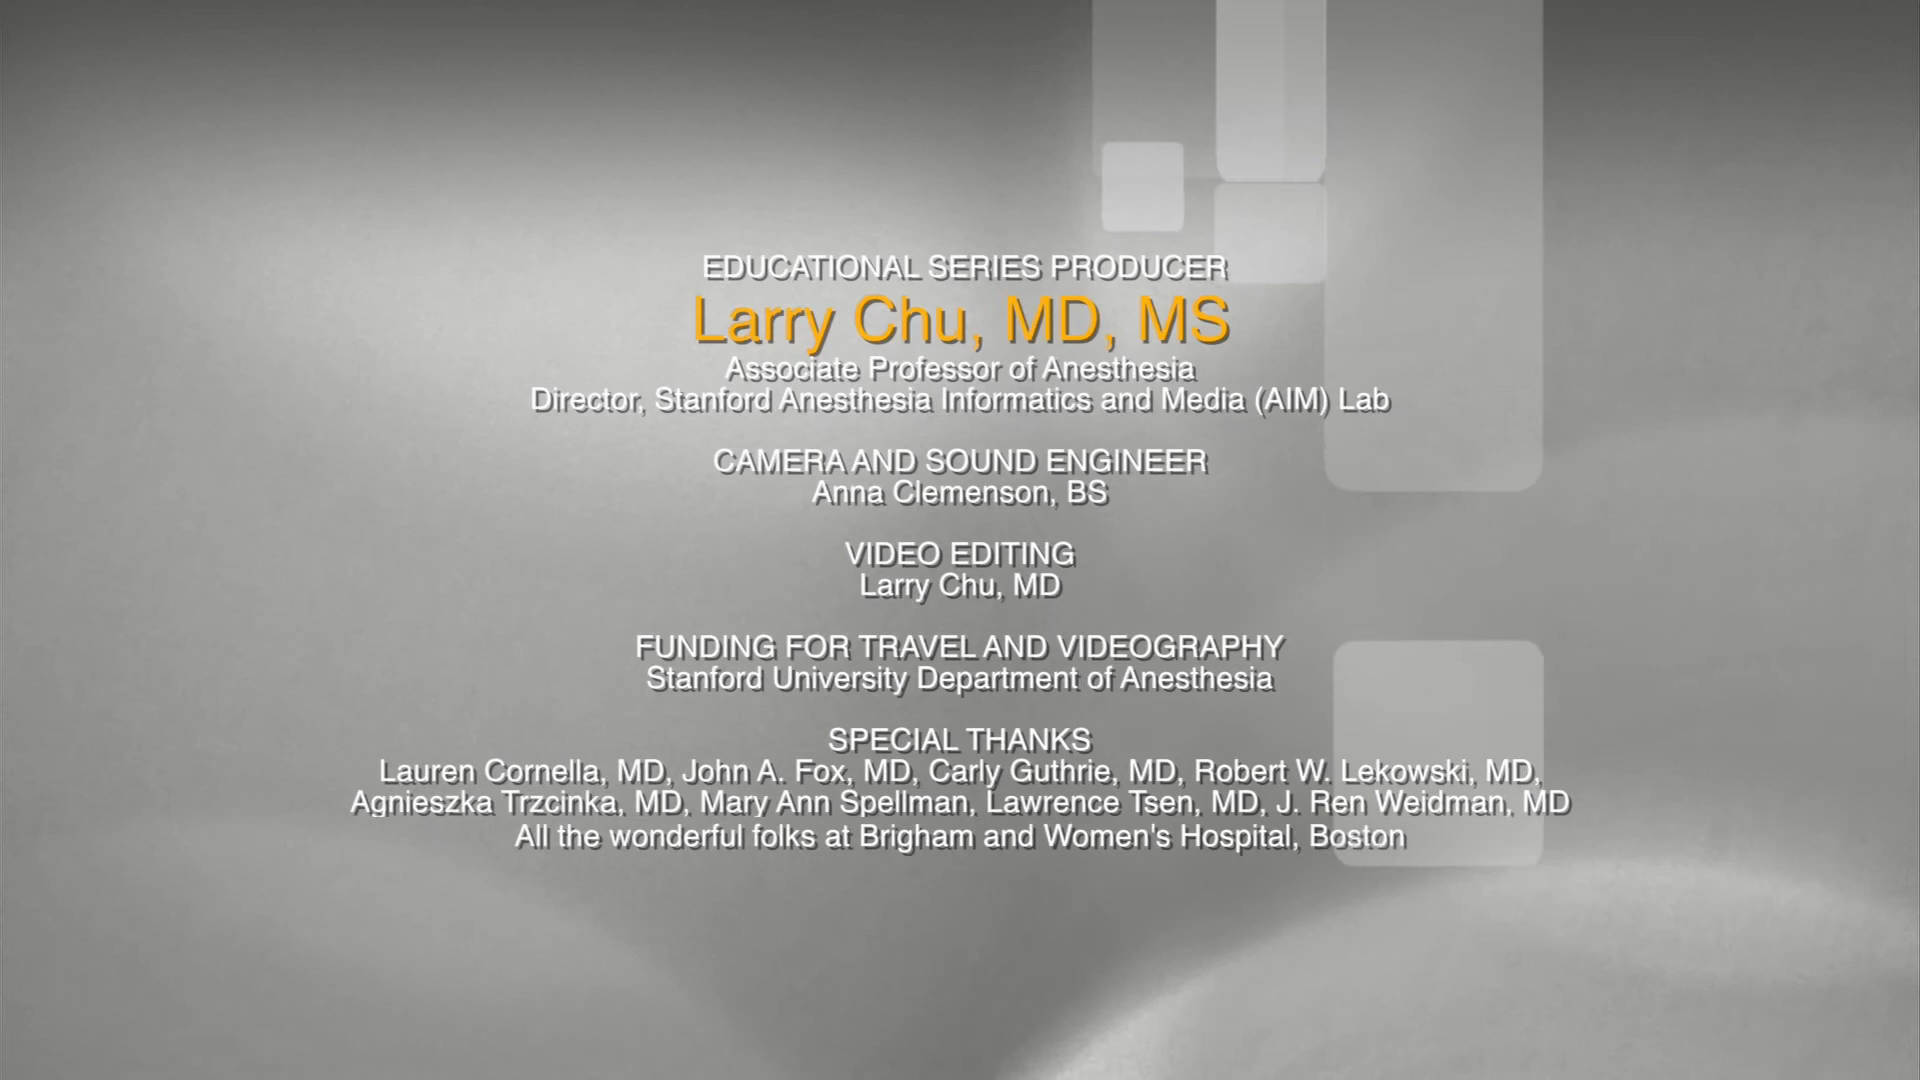 EDUCATIONAL SERIES PRODUCER
Larry Chu, MD, MS
Associate Professor of Anesthesia
Director, Stanford Anesthesia Informatics and Media (AIM) Lab
CAMERA AND SOUND ENGINEER
Anna Clemenson, BS
VIDEO EDITING
Larry Chu, MD
FUNDING FOR TRAVEL AND VIDEOGRAPHY
Stanford University Department of Anesthesia
SPECIAL THANKS
Lauren Cornella, MD, John A. Fox, MD, Carly Guthrie, MD, Robert W. Lekowski, MD,
Agnieszka Trzcinka, MD, Mary Ann Spellman, Lawrence Tsen, MD, J. Ren Weidman, MD
All the wonderful folks at Brigham and Women's Hospital, Boston